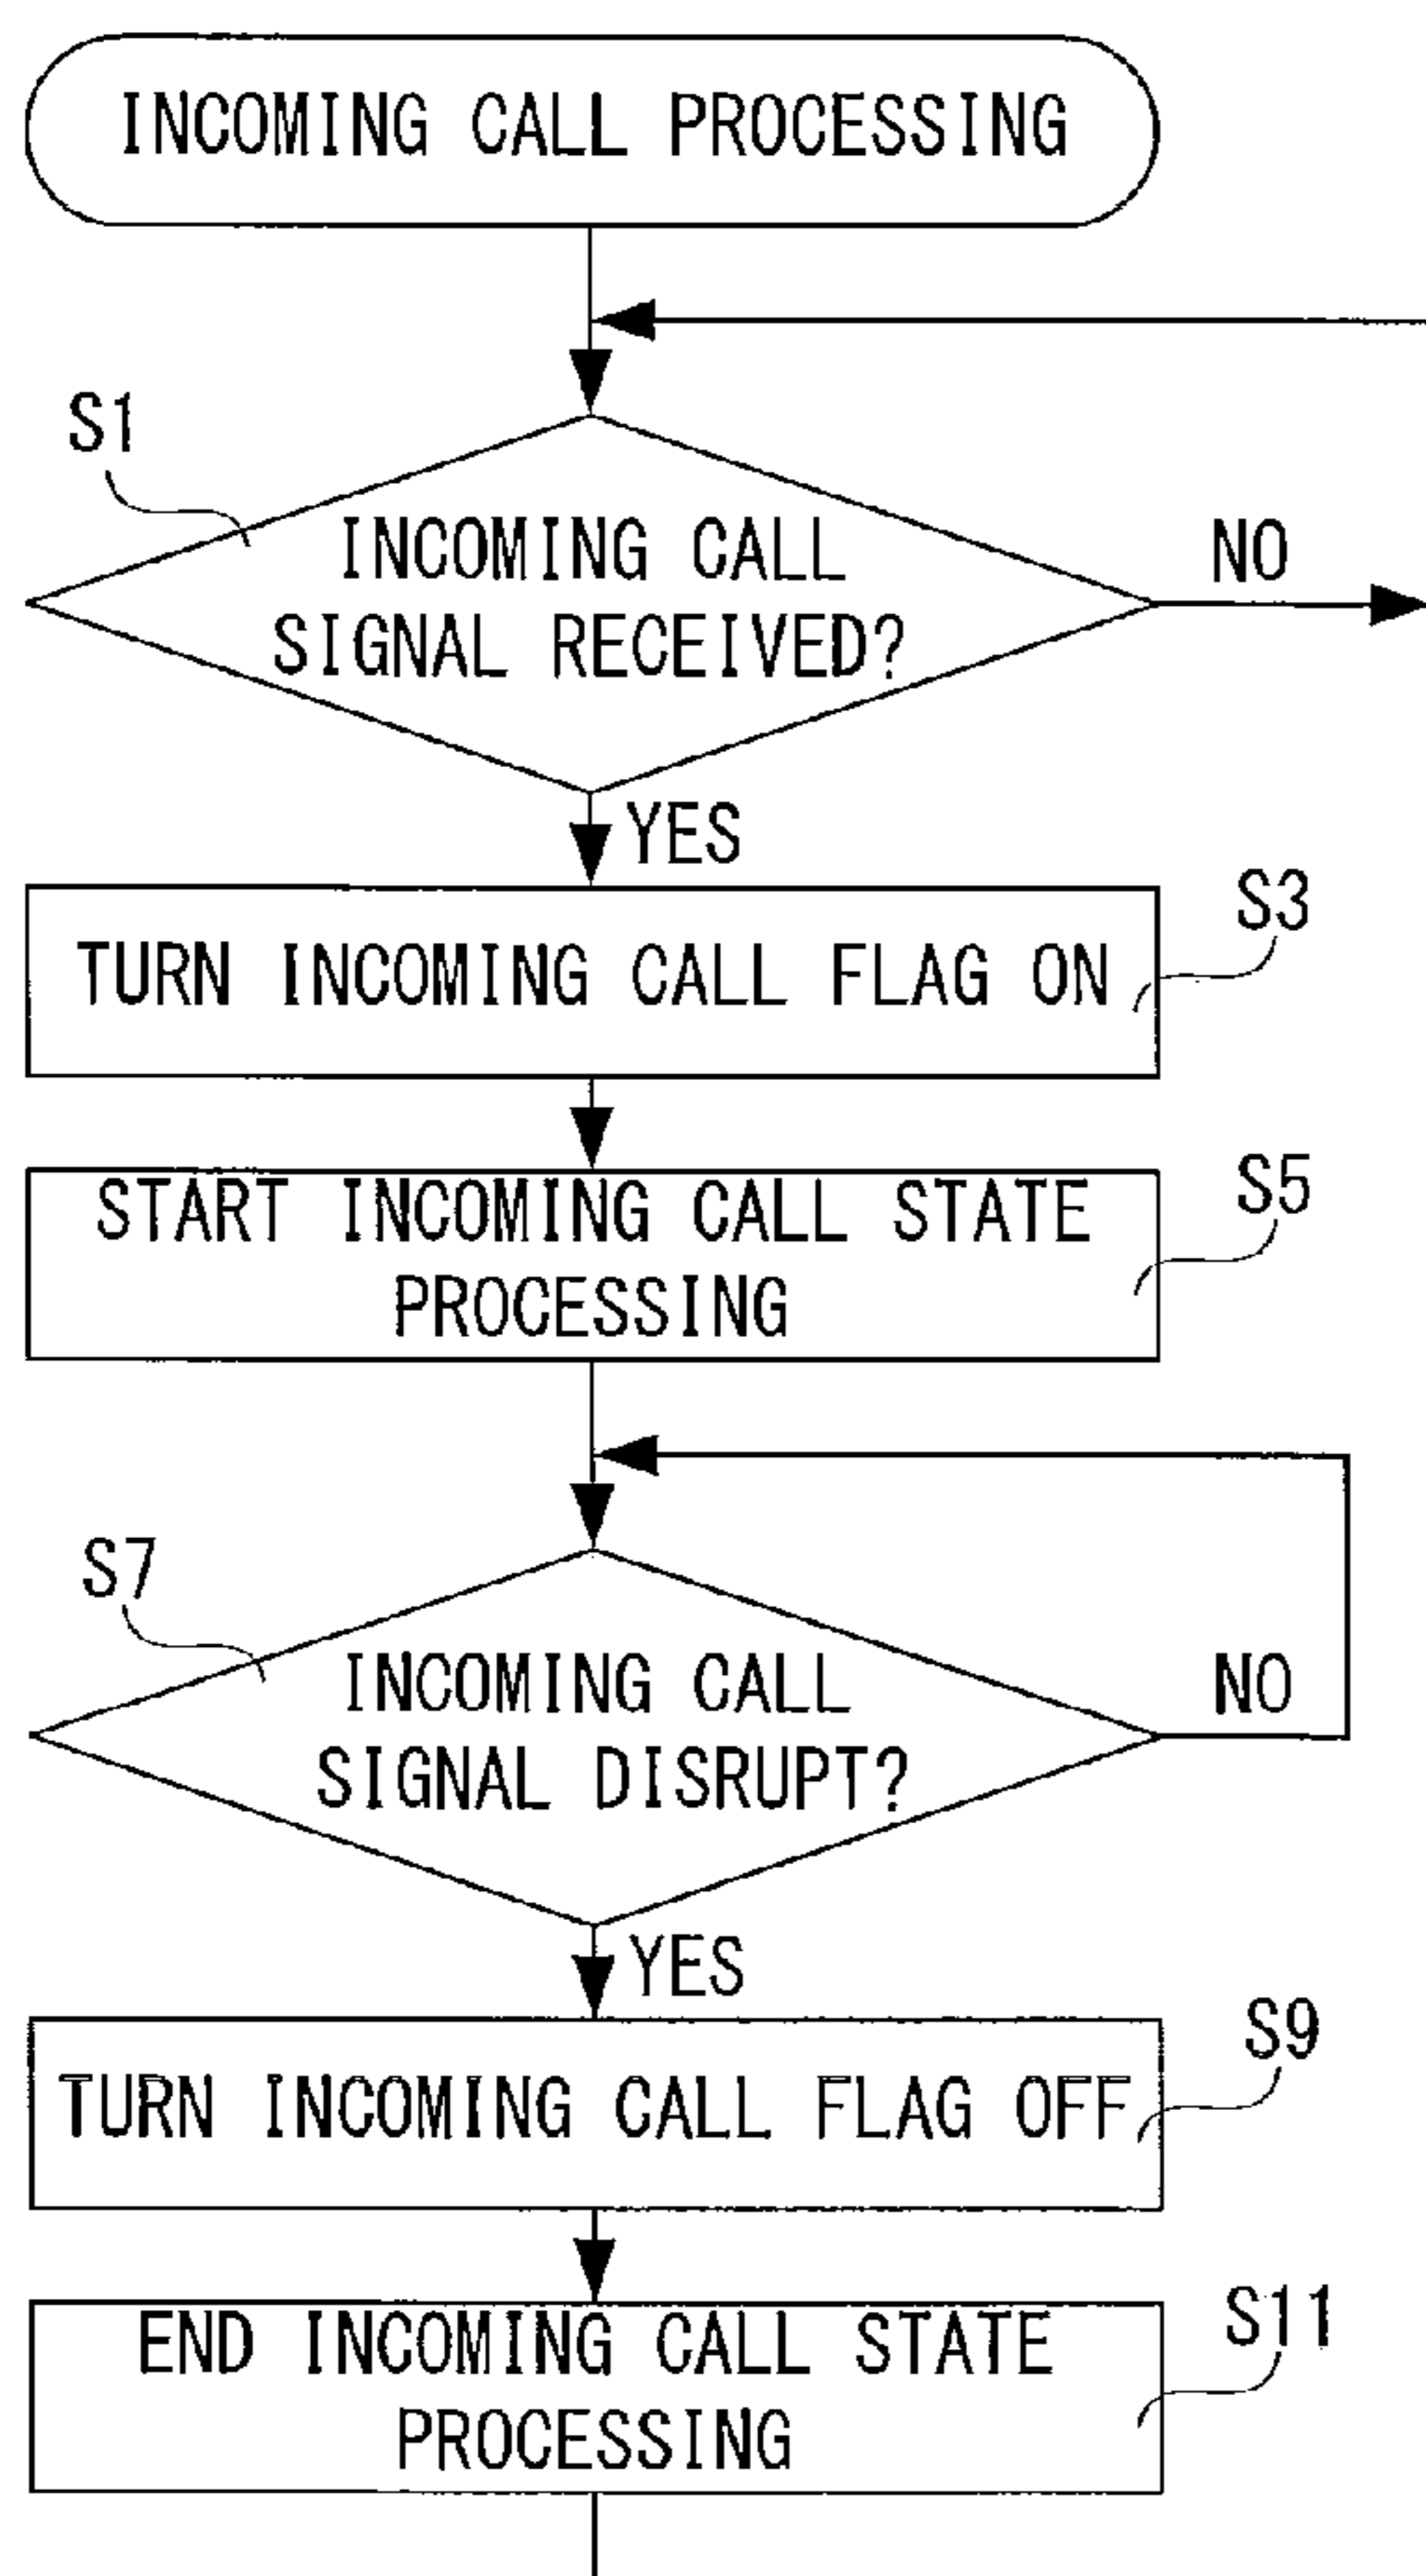 INCOMING CALL PROCESSING
S1
INCOMING CALL
SIGNAL RECEIVED?
NO
YES
S3
TURN INCOMING CALL FLAG ON
S5
START INCOMING CALL STATE
PROCESSING
S7
INCOMING CALL
SIGNAL DISRUPT?
NO
YES
S9
TURN INCOMING CALL FLAG OFF
S11
END INCOMING CALL STATE
PROCESSING